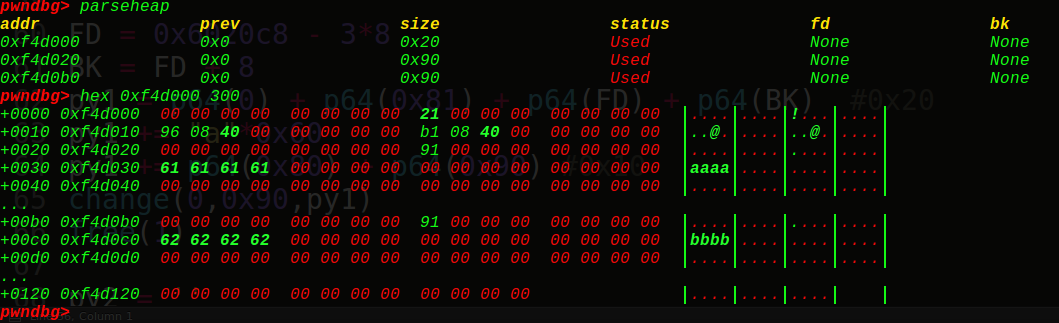 pwndbg> parseheap
addr prev size status fd bk
0xf4d000 0x0 0x20 Used None None
0xf4d020 0x0 0x90 Used None None
0xf4d0b0 0x0 0x90 Used None None
pwndbg> hex 0xf4d000 300
+0000 0xf4d000 00 00 00 00 00 00 00 00 21 00 00 00 00 00 00 00 |....|....|!...|....|
+0010 0xf4d010 96 08 40 00 00 00 00 00 b1 08 40 00 00 00 00 00 |..@.|....|..@.|....|
+0020 0xf4d020 00 00 00 00 00 00 00 00 91 00 00 00 00 00 00 00 |....|....|....|....|
+0030 0xf4d030 61 61 61 61 00 00 00 00 00 00 00 00 00 00 00 00 |aaaa|....|....|....|
+0040 0xf4d040 00 00 00 00 00 00 00 00 00 00 00 00 00 00 00 00 |....|....|....|....|
...
65 change(0,0x90,py1)
+00b0 0xf4d0b0 00 00 00 00 00 00 00 00 91 00 00 00 00 00 00 00 |....|....|....|....|
+00c0 0xf4d0c0 62 62 62 62 00 00 00 00 00 00 00 00 00 00 00 00 |bbbb|....|....|....|
+00d0 0xf4d0d0 00 00 00 00 00 00 00 00 00 00 00 00 00 00 00 00 |....|....|....|....|
...
+0120 0xf4d120 00 00 00 00 00 00 00 00 00 00 00 00 |....|....|....| |
pwndbg>
Column 1